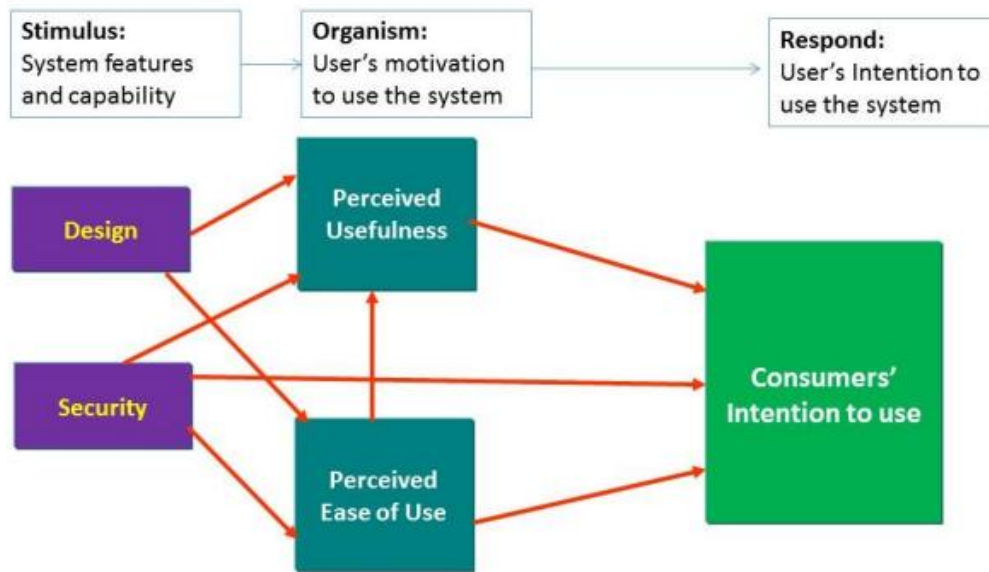 Stimulus:
System features
and capability
Organism:
User's motivation
to use the system
Respond:
User's Intention to
use the system
Design
Perceived
Usefulness
Security
Consumers'
Intention to use
Perceived
Ease of Use